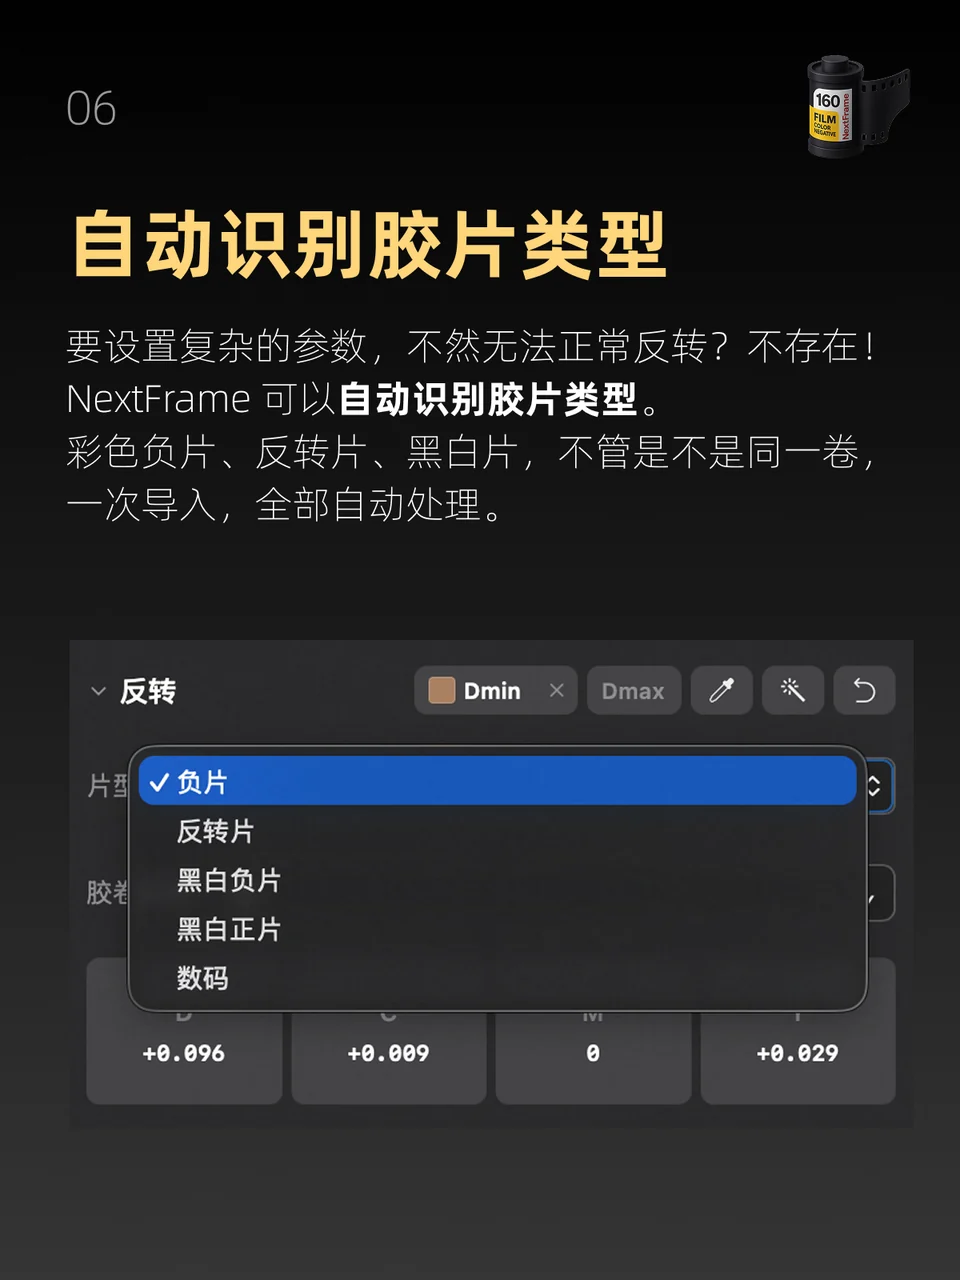 06
160
FILM
COLOR
NEGATIVE
NextFrame
自动识别胶片类型
要设置复杂的参数，不然无法正常反转？不存在！
NextFrame 可以自动识别胶片类型。
彩色负片、反转片、黑白片，不管是不是同一卷，
一次导入，全部自动处理。
反转
Dmin
Dmax
片型
负片
反转片
黑白负片
胶卷
黑白正片
数码
D C M Y
+0.096 +0.009 0 +0.029